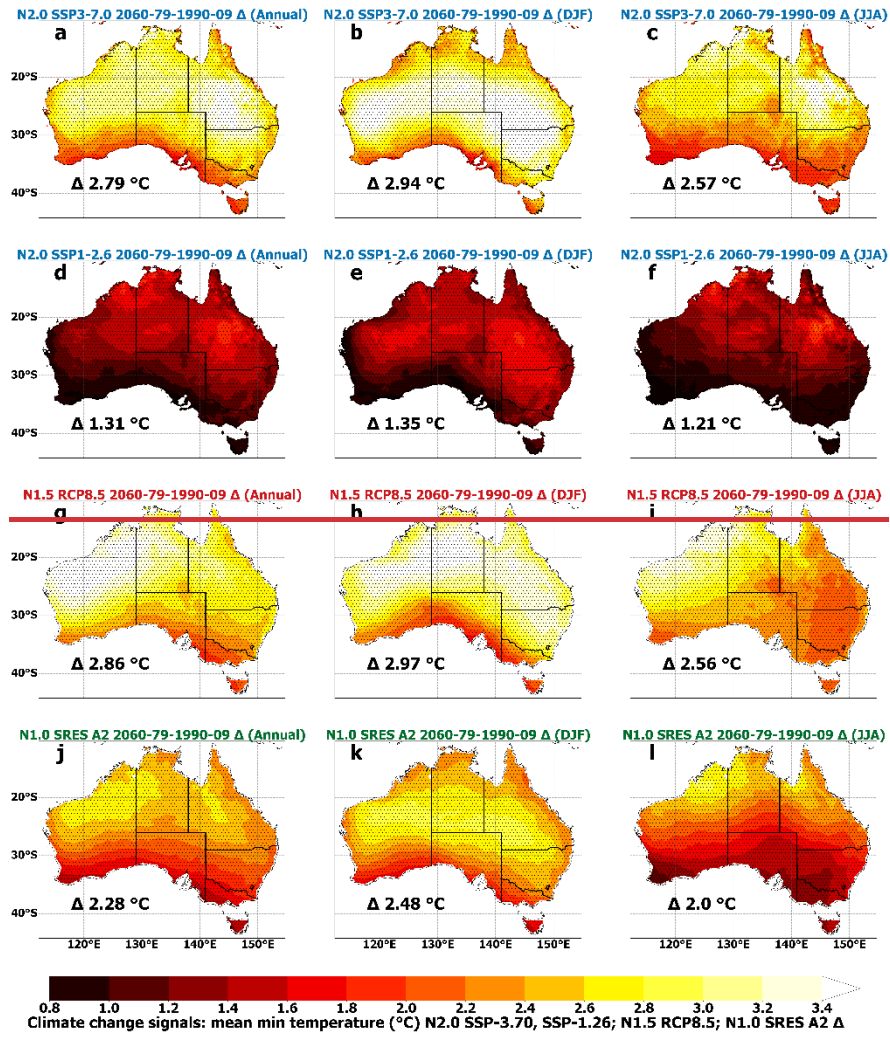 N2.0 SSP3-7.0 2060-79-1990-09 Δ (Annual) N2.0 SSP3-7.0 2060-79-1990-09 Δ (DJF) N2.0 SSP3-7.0 2060-79-1990-09 Δ (JJA)
a b c
20°S
30°S
40°S
Δ 2.79 °C Δ 2.94 °C Δ 2.57 °C
N2.0 SSP1-2.6 2060-79-1990-09 Δ (Annual) N2.0 SSP1-2.6 2060-79-1990-09 Δ (DJF) N2.0 SSP1-2.6 2060-79-1990-09 Δ (JJA)
d e f
20°S
30°S
40°S
Δ 1.31 °C Δ 1.35 °C Δ 1.21 °C
N1.5 RCP8.5 2060-79-1990-09 Δ (Annual) N1.5 RCP8.5 2060-79-1990-09 Δ (DJF) N1.5 RCP8.5 2060-79-1990-09 Δ (JJA)
g h i
20°S
30°S
40°S
Δ 2.86 °C Δ 2.97 °C Δ 2.56 °C
N1.0 SRES A2 2060-79-1990-09 Δ (Annual) N1.0 SRES A2 2060-79-1990-09 Δ (DJF) N1.0 SRES A2 2060-79-1990-09 Δ (JJA)
j k l
20°S
30°S
40°S
Δ 2.28 °C Δ 2.48 °C Δ 2.0 °C
120°E 130°E 140°E 150°E 120°E 130°E 140°E 150°E 120°E 130°E 140°E 150°E
0.8 1.0 1.2 1.4 1.6 1.8 2.0 2.2 2.4 2.6 2.8 3.0 3.2 3.4
Climate change signals: mean min temperature (°C) N2.0 SSP-3.70, SSP-1.26; N1.5 RCP8.5; N1.0 SRES A2 Δ